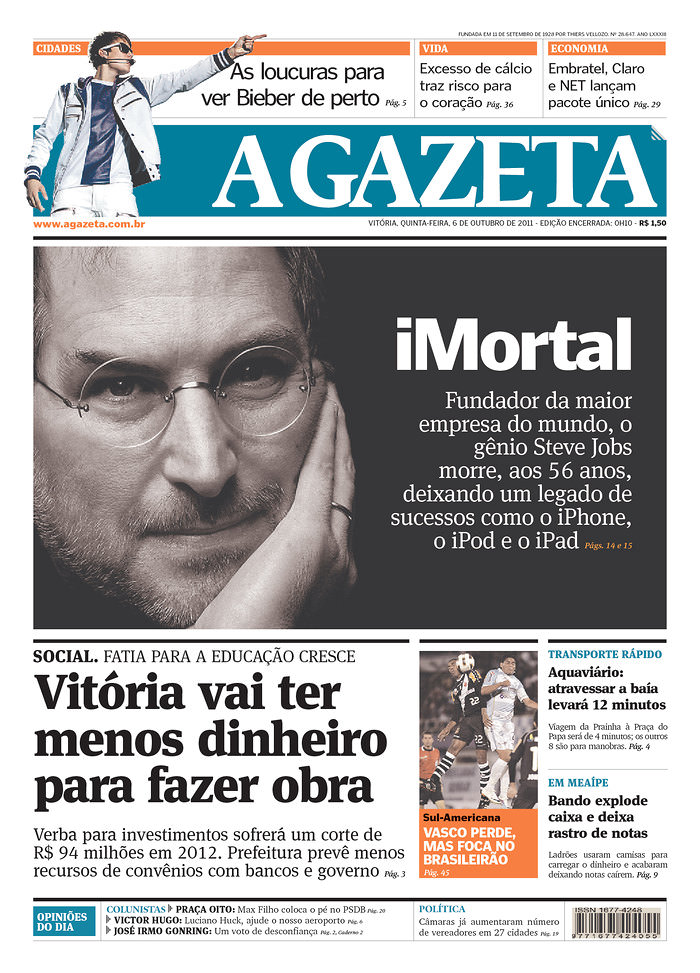 FUNDADA EM 11 DE SETEMBRO DE 1928 POR THIERS VELLOZO. Nº 28.647. ANO LXXXIII
CIDADES
As loucuras para
ver Bieber de perto Pág. 5
VIDA
Excesso de cálcio
traz risco para
o coração Pág. 36
ECONOMIA
Embratel, Claro
e NET lançam
pacote único Pág. 29
A GAZETA
www.agazeta.com.br
VITÓRIA, QUINTA-FEIRA, 6 DE OUTUBRO DE 2011 - EDIÇÃO ENCERRADA: 0H10 - R$ 1,50
iMortal
Fundador da maior
empresa do mundo, o
gênio Steve Jobs
morre, aos 56 anos,
deixando um legado de
sucessos como o iPhone,
o iPod e o iPad Págs. 14 e 15
SOCIAL. FATIA PARA A EDUCAÇÃO CRESCE
Vitória vai ter
menos dinheiro
para fazer obra
Verba para investimentos sofrerá um corte de
R$ 94 milhões em 2012. Prefeitura prevê menos
recursos de convênios com bancos e governo Pág. 3
22
22
Sul-Americana
VASCO PERDE,
MAS FOCA NO
BRASILEIRÃO
Pág. 45
TRANSPORTE RÁPIDO
Aquaviário:
atravessar a baía
levará 12 minutos
Viagem da Prainha à Praça do
Papa será de 4 minutos; os outros
8 são para manobras. Pág. 4
EM MEAÍPE
Bando explode
caixa e deixa
rastro de notas
Ladrões usaram camisas para
carregar o dinheiro e acabaram
deixando notas caírem. Pág. 9
OPINIÕES
DO DIA
COLUNISTAS PRAÇA OITO: Max Filho coloca o pé no PSDB Pág. 20
VICTOR HUGO: Luciano Huck, ajude o nosso aeroporto Pág. 6
JOSÉ IRMO GONRING: Um voto de desconfiança Pág. 2, Caderno 2
POLÍTICA
Câmaras já aumentaram número
de vereadores em 27 cidades Pág. 19
ISSN 1677-4248
9771677424055